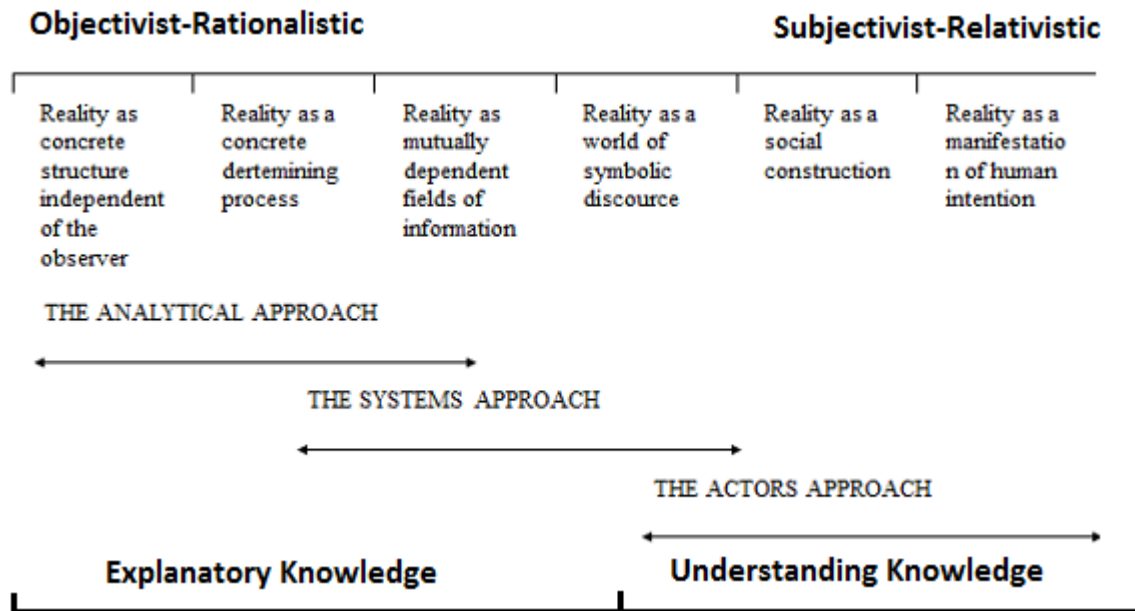 Objectivist-Rationalistic
Subjectivist-Relativistic
Reality as
concrete
structure
independent
of the
observer
Reality as a
concrete
dertemining
process
Reality as
mutually
dependent
fields of
information
Reality as a
world of
symbolic
discource
Reality as a
social
construction
Reality as a
manifestatio
n of human
intention
THE ANALYTICAL APPROACH
THE SYSTEMS APPROACH
THE ACTORS APPROACH
Explanatory Knowledge
Understanding Knowledge